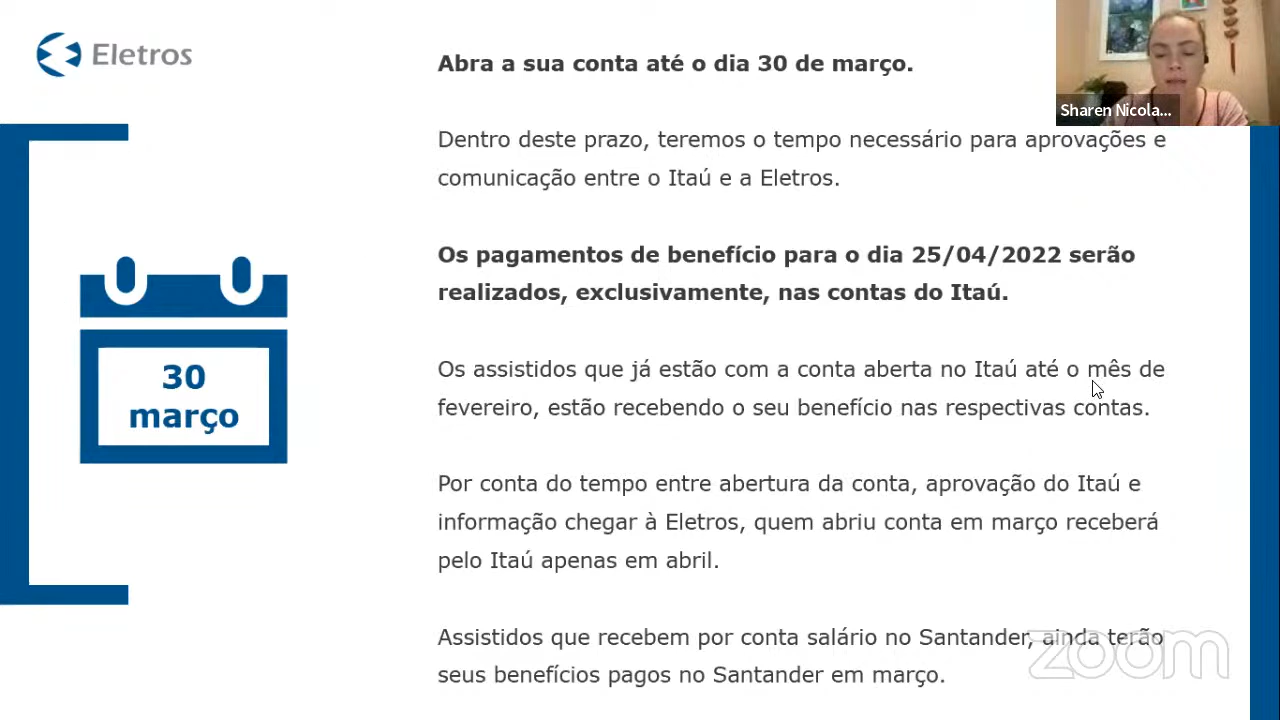 Eletros
Abra a sua conta até o dia 30 de março.
Sharen Nicola...
Dentro deste prazo, teremos o tempo necessário para aprovações e
comunicação entre o Itaú e a Eletros.
Os pagamentos de benefício para o dia 25/04/2022 serão
realizados, exclusivamente, nas contas do Itaú.
30
março
Os assistidos que já estão com a conta aberta no Itaú até o mês de
fevereiro, estão recebendo o seu benefício nas respectivas contas.
Por conta do tempo entre abertura da conta, aprovação do Itaú e
informação chegar à Eletros, quem abriu conta em março receberá
pelo Itaú apenas em abril.
Assistidos que recebem por conta salário no Santander, ainda terão
seus benefícios pagos no Santander em março.
zoom